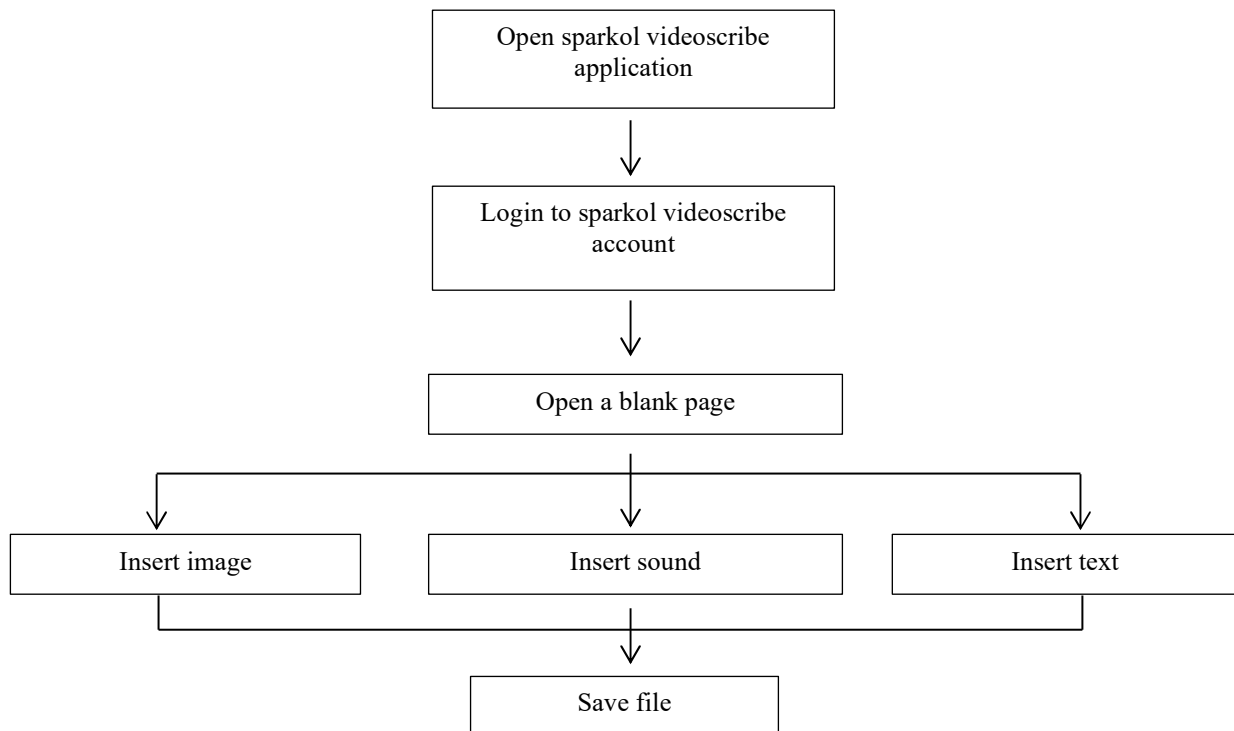 Open sparkol videoscribe
application
Login to sparkol videoscribe
account
Open a blank page
Insert image
Insert sound
Insert text
Save file